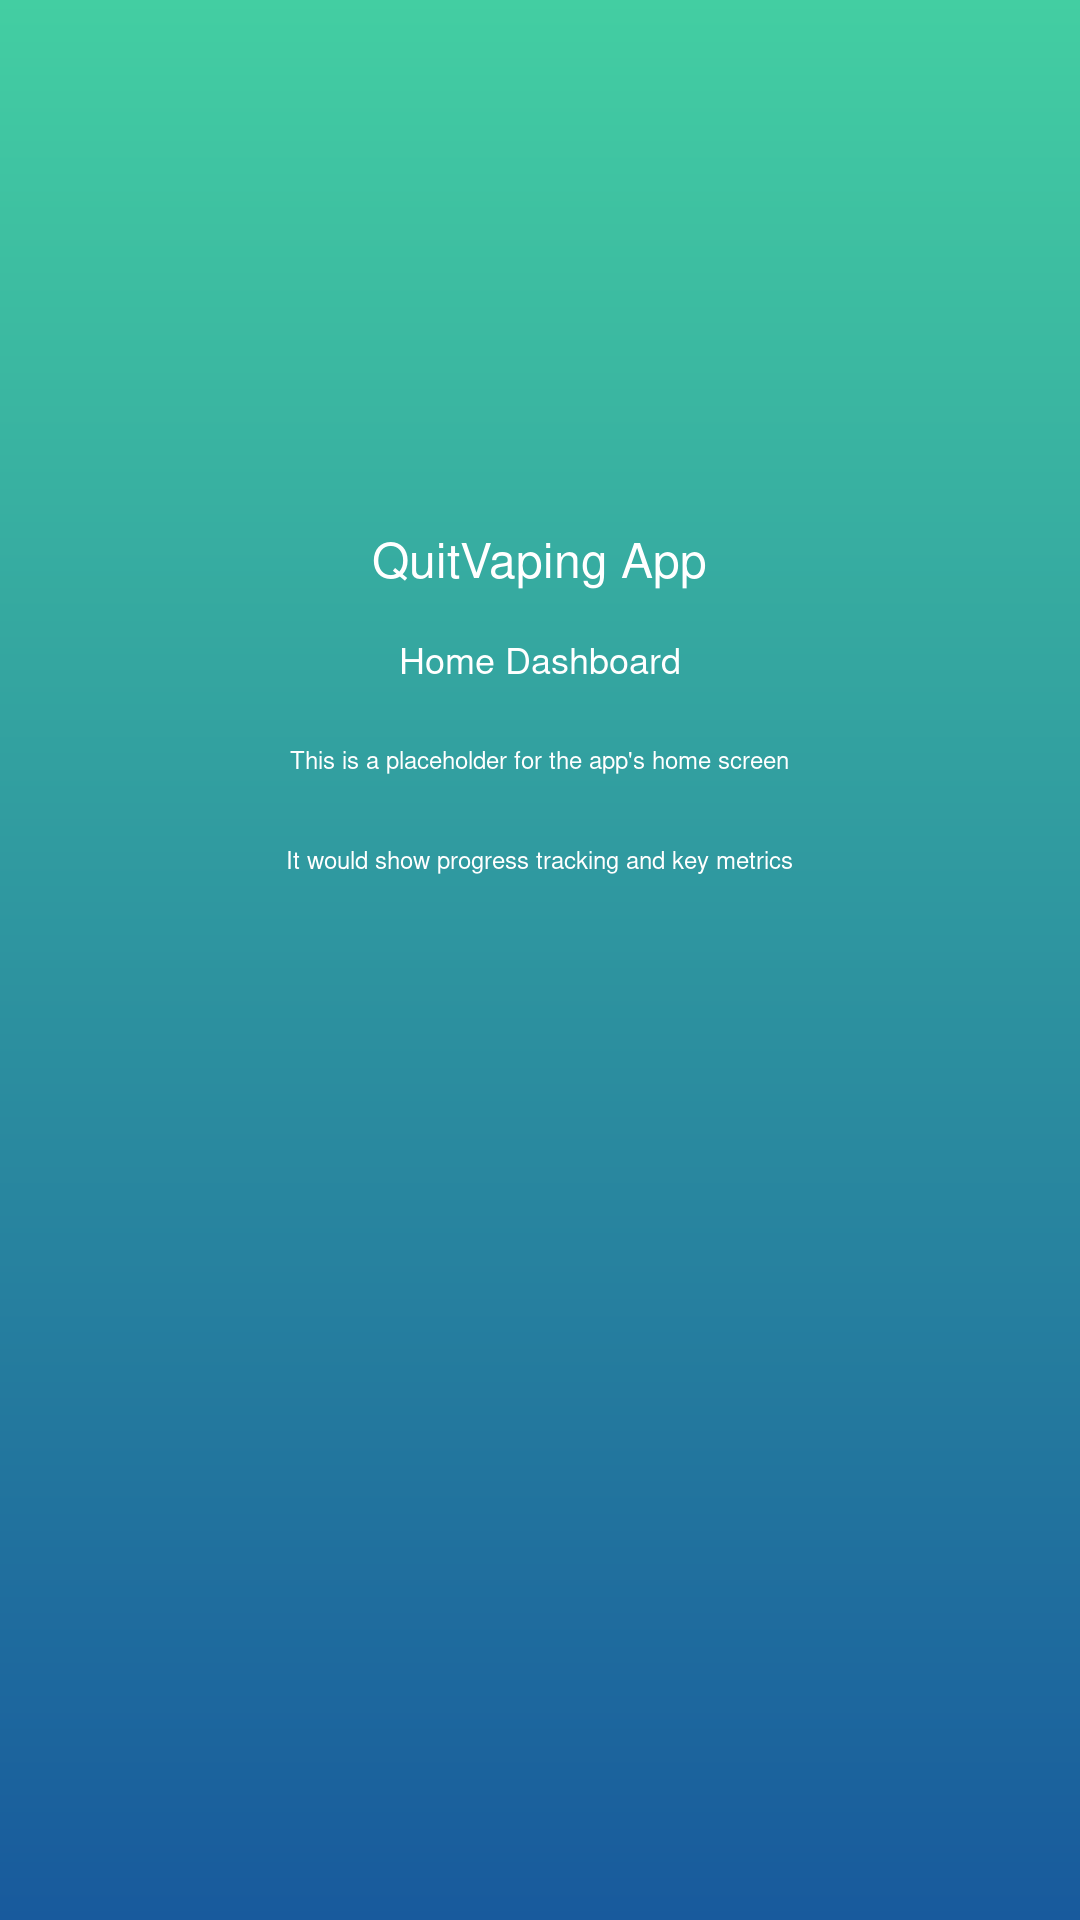 QuitVaping App
Home Dashboard
This is a placeholder for the app's home screen
It would show progress tracking and key metrics